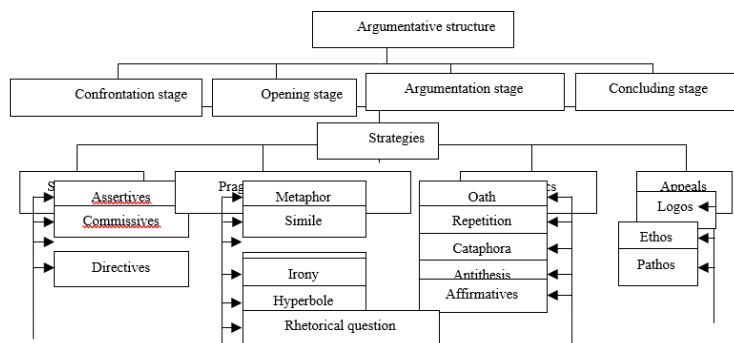 Argumentative structure
Confrontation stage
Opening stage
Argumentation stage
Concluding stage
Strategies
Appeals
Assertives
Commissives
Directives
Metaphor
Simile
Irony
Hyperbole
Rhetorical question
Oath
Repetition
Cataphora
Antithesis
Affirmatives
Logos
Ethos
Pathos